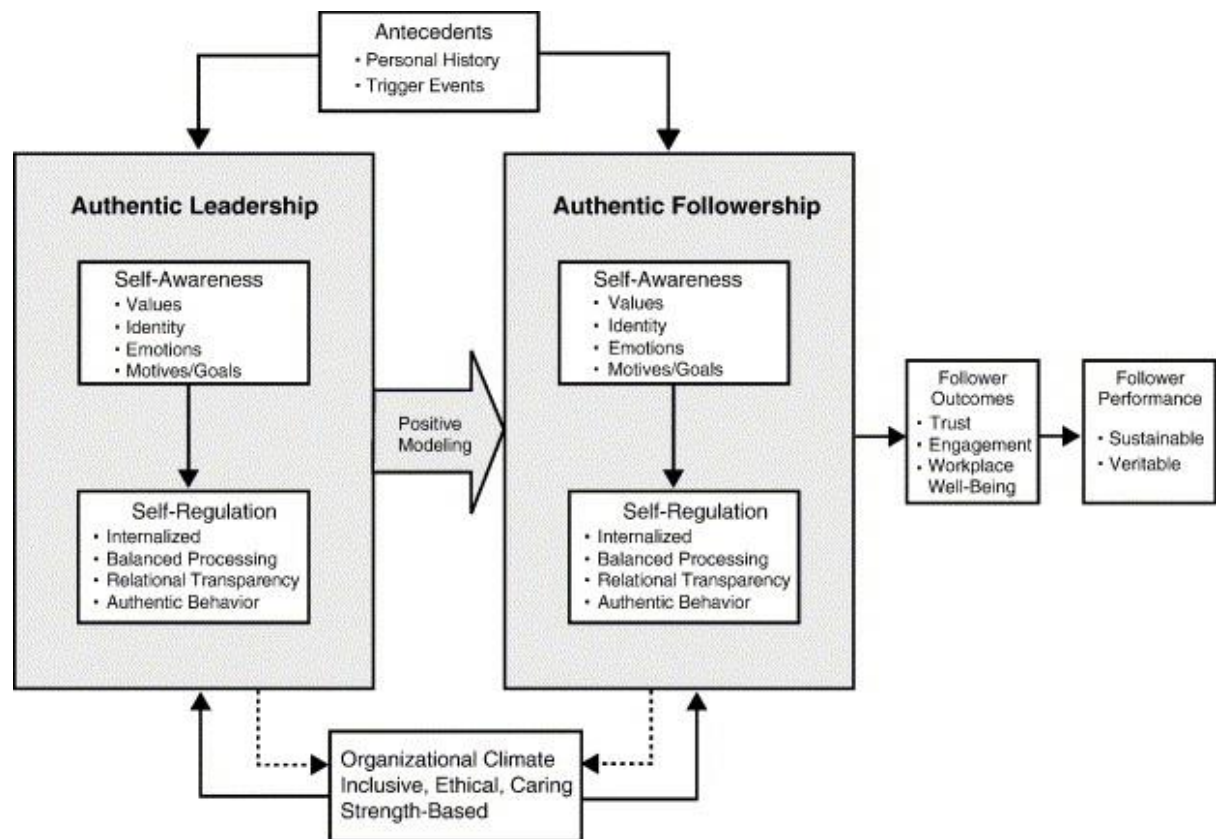 Antecedents
• Personal History
• Trigger Events
Authentic Leadership
Self-Awareness
• Values
• Identity
• Emotions
• Motives/Goals
Self-Regulation
• Internalized
• Balanced Processing
• Relational Transparency
• Authentic Behavior
Positive
Modeling
Authentic Followership
Self-Awareness
• Values
• Identity
• Emotions
• Motives/Goals
Self-Regulation
• Internalized
• Balanced Processing
• Relational Transparency
• Authentic Behavior
Follower
Outcomes
• Trust
• Engagement
• Workplace
Well-Being
Follower
Performance
• Sustainable
• Veritable
Organizational Climate
Inclusive, Ethical, Caring
Strength-Based